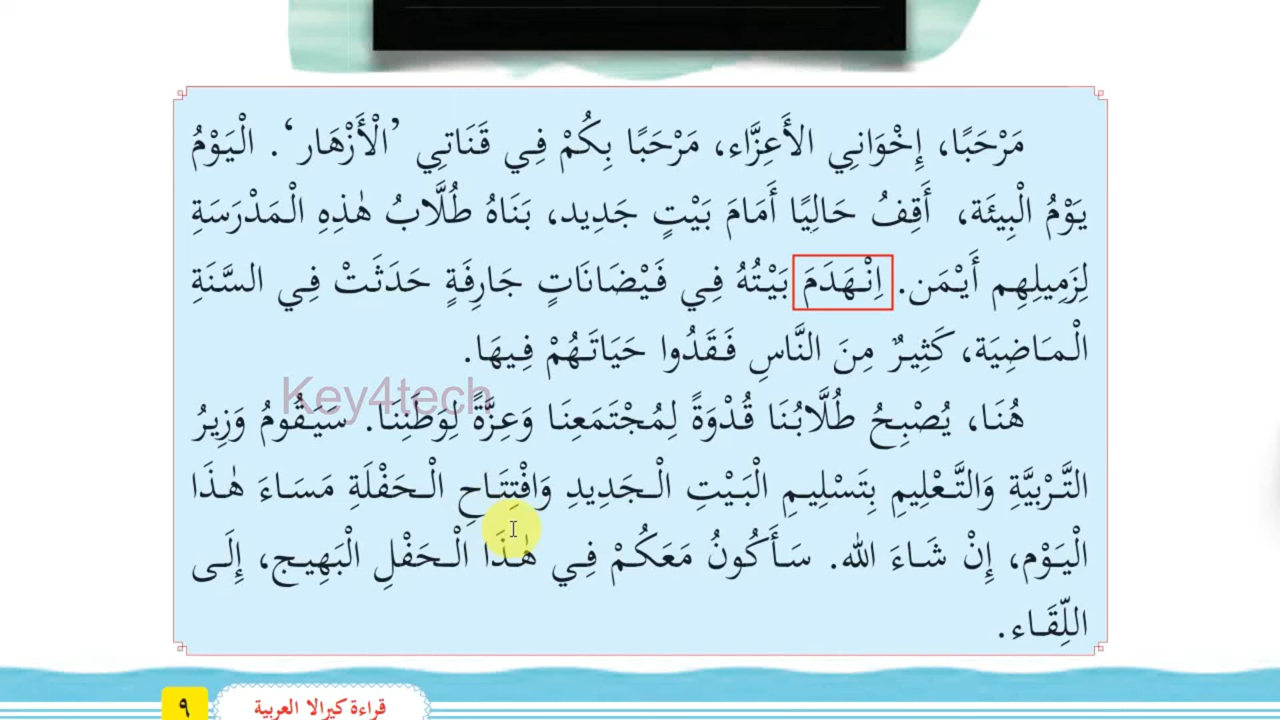 مَرْحَبًا، إِخْوَانِي الأَعِزَّاء، مَرْحَبًا بِكُمْ فِي قَنَاتِي ’الْأَزْهَار‘. الْيَوْمُ
يَوْمُ الْبِيئَة، أَقِفُ حَالِيًا أَمَامَ بَيْتٍ جَدِيد، بَنَاهُ طُلَّابُ هٰذِهِ الْمَدْرَسَةِ
لِزَمِيلِهِم أَيْمَن. اِنْهَدَمَ بَيْتُهُ فِي فَيْضَانَاتٍ جَارِفَةٍ حَدَثَتْ فِي السَّنَةِ
الْمَاضِيَة، كَثِيرٌ مِنَ النَّاسِ فَقَدُوا حَيَاتَهُمْ فِيهَا.
Key4tech
هُنَا، يُصْبِحُ طُلَّابُنَا قُدْوَةً لِمُجْتَمَعِنَا وَعِزَّةً لِوَطَنِنَا. سَيَقُومُ وَزِيرُ
التَّرْبِيَّةِ وَالتَّعْلِيمِ بِتَسْلِيمِ الْبَيْتِ الْجَدِيدِ وَافْتِتَاحِ الْحَفْلَةِ مَسَاءَ هٰذَا
الْيَوْم، إِنْ شَاءَ الله. سَأَكُونُ مَعَكُمْ فِي هٰذَا الْحَفْلِ الْبَهِيج، إِلَى
اللِّقَاء.
قراءة كيرالا العربية
٩